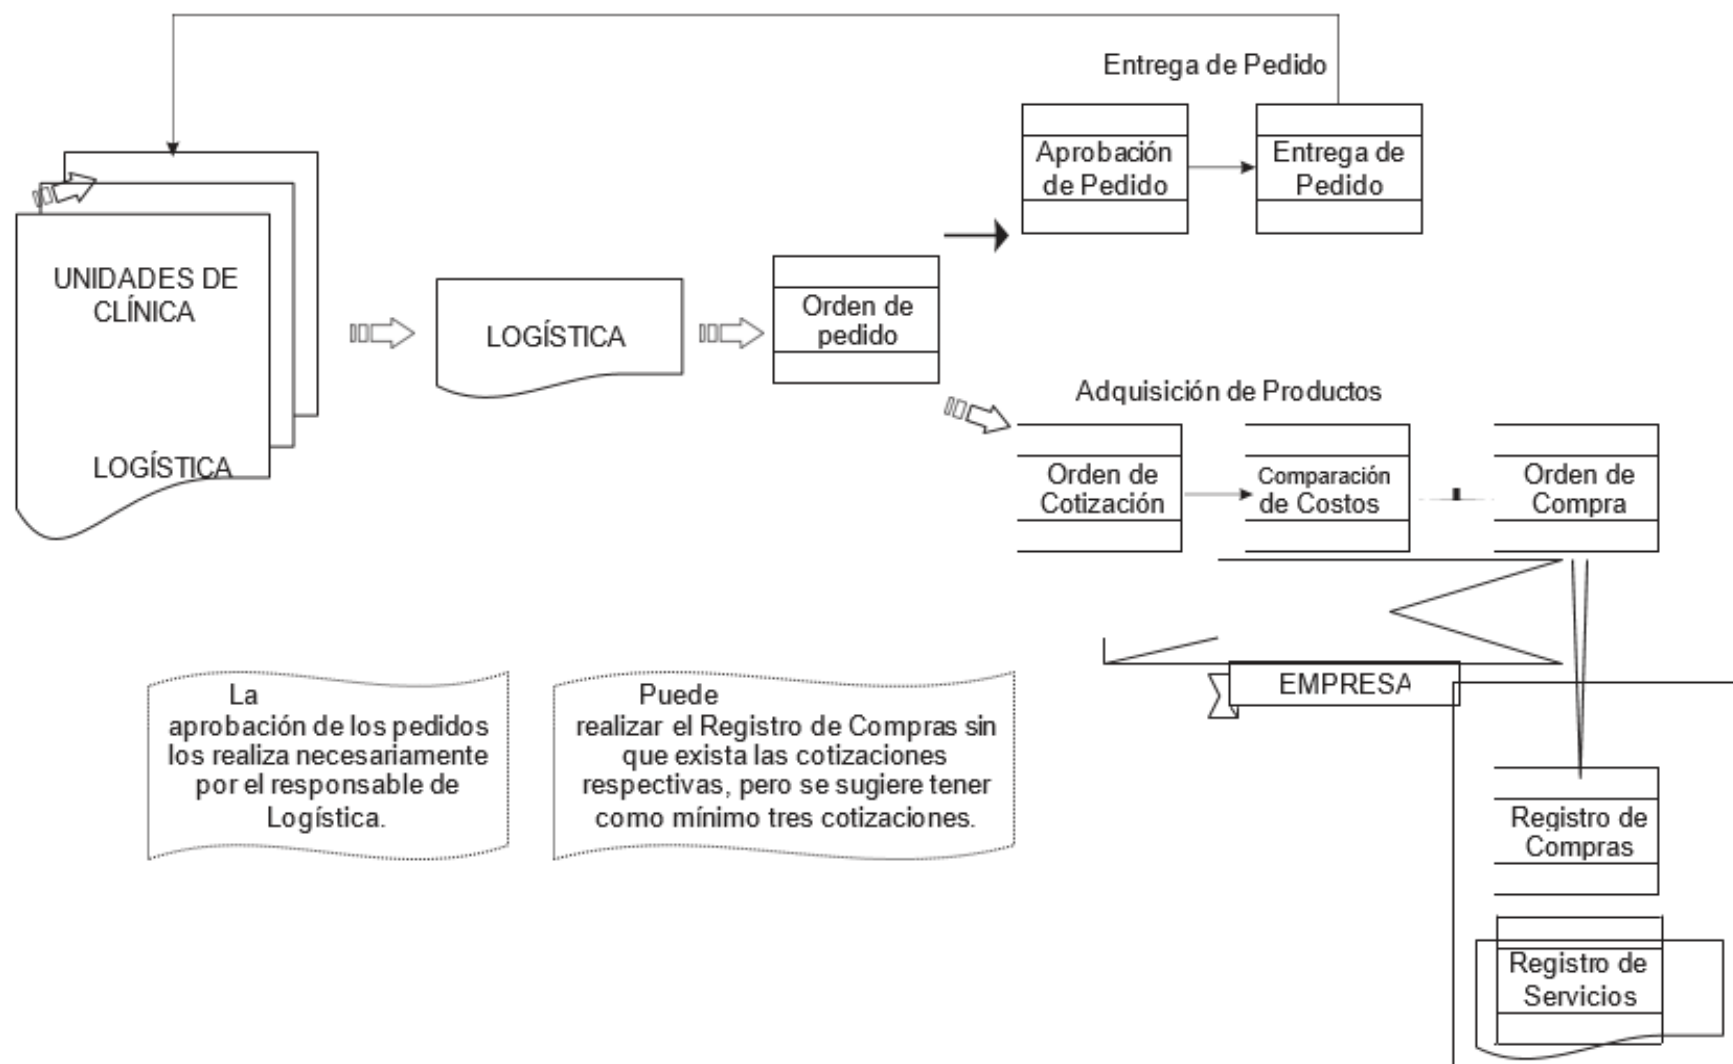 Entrega de Pedido
Aprobación
de Pedido
Entrega de
Pedido
UNIDADES DE
CLÍNICA
LOGÍSTICA
LOGÍSTICA
Orden de
pedido
Adquisición de Productos
Orden de
Cotización
Comparación
de Costos
Orden de
Compra
EMPRESA
La
aprobación de los pedidos
los realiza necesariamente
por el responsable de
Logística.
Puede
realizar el Registro de Compras sin
que exista las cotizaciones
respectivas, pero se sugiere tener
como mínimo tres cotizaciones.
Registro de
Compras
Registro de
Servicios